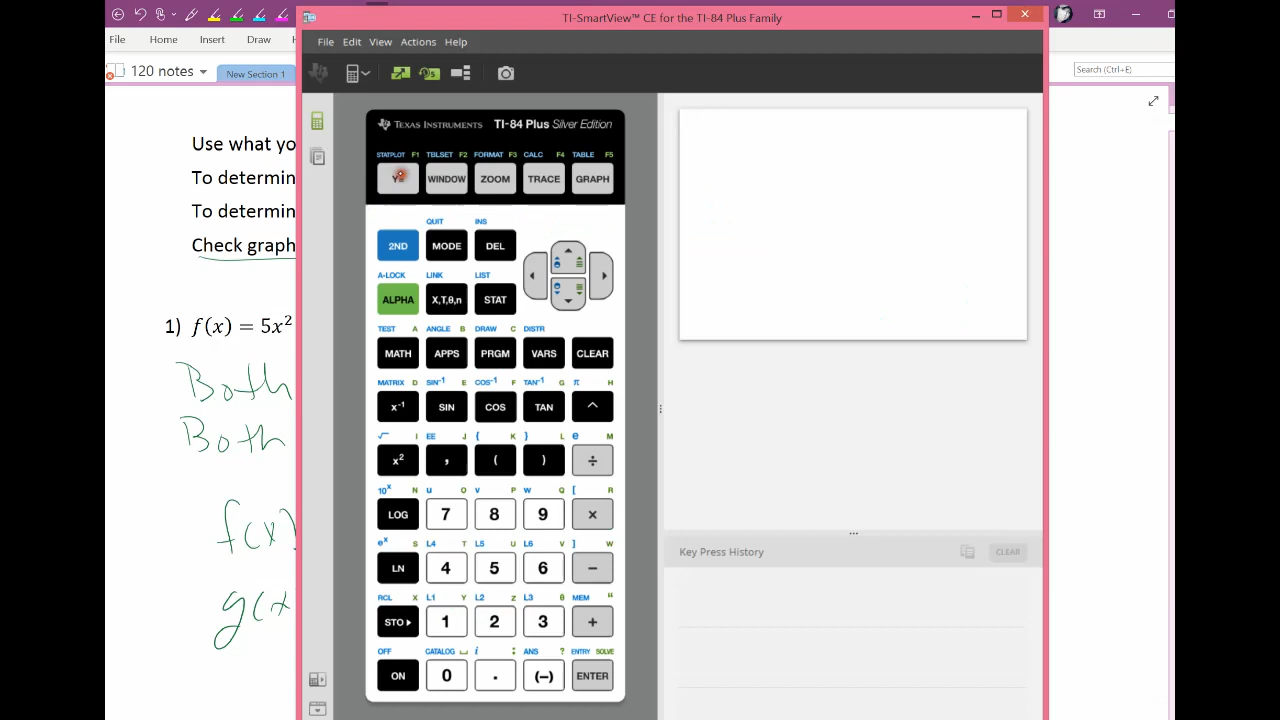 TI-SmartView™ CE for the TI-84 Plus Family
File Home Insert Draw
File Edit View Actions Help
120 notes New Section 1
Search (Ctrl+E)
Use what yo
To determin
To determin
Check graph
1) f(x) = 5x²
Both
Both
f(x)
g(x
TEXAS INSTRUMENTS TI-84 Plus Silver Edition
STATPLOT F1 TBLSET F2 FORMAT F3 CALC F4 TABLE F5
Y= WINDOW ZOOM TRACE GRAPH
QUIT INS
2ND MODE DEL
A-LOCK LINK LIST
ALPHA X,T,θ,n STAT
TEST A ANGLE B DRAW C DISTR
MATH APPS PRGM VARS CLEAR
MATRIX D SIN⁻¹ E COS⁻¹ F TAN⁻¹ G π H
x⁻¹ SIN COS TAN ^
√ I EE J { K } L e M
x² , ( ) ÷
10ˣ N u O v P w Q [ R
LOG 7 8 9 ×
eˣ S L4 T L5 U L6 V ] W
LN 4 5 6 −
RCL X L1 Y L2 Z L3 θ MEM “
STO▶ 1 2 3 +
OFF CATALOG ⎵ i : ANS ? ENTRY SOLVE
ON 0 . (−) ENTER
Key Press History CLEAR